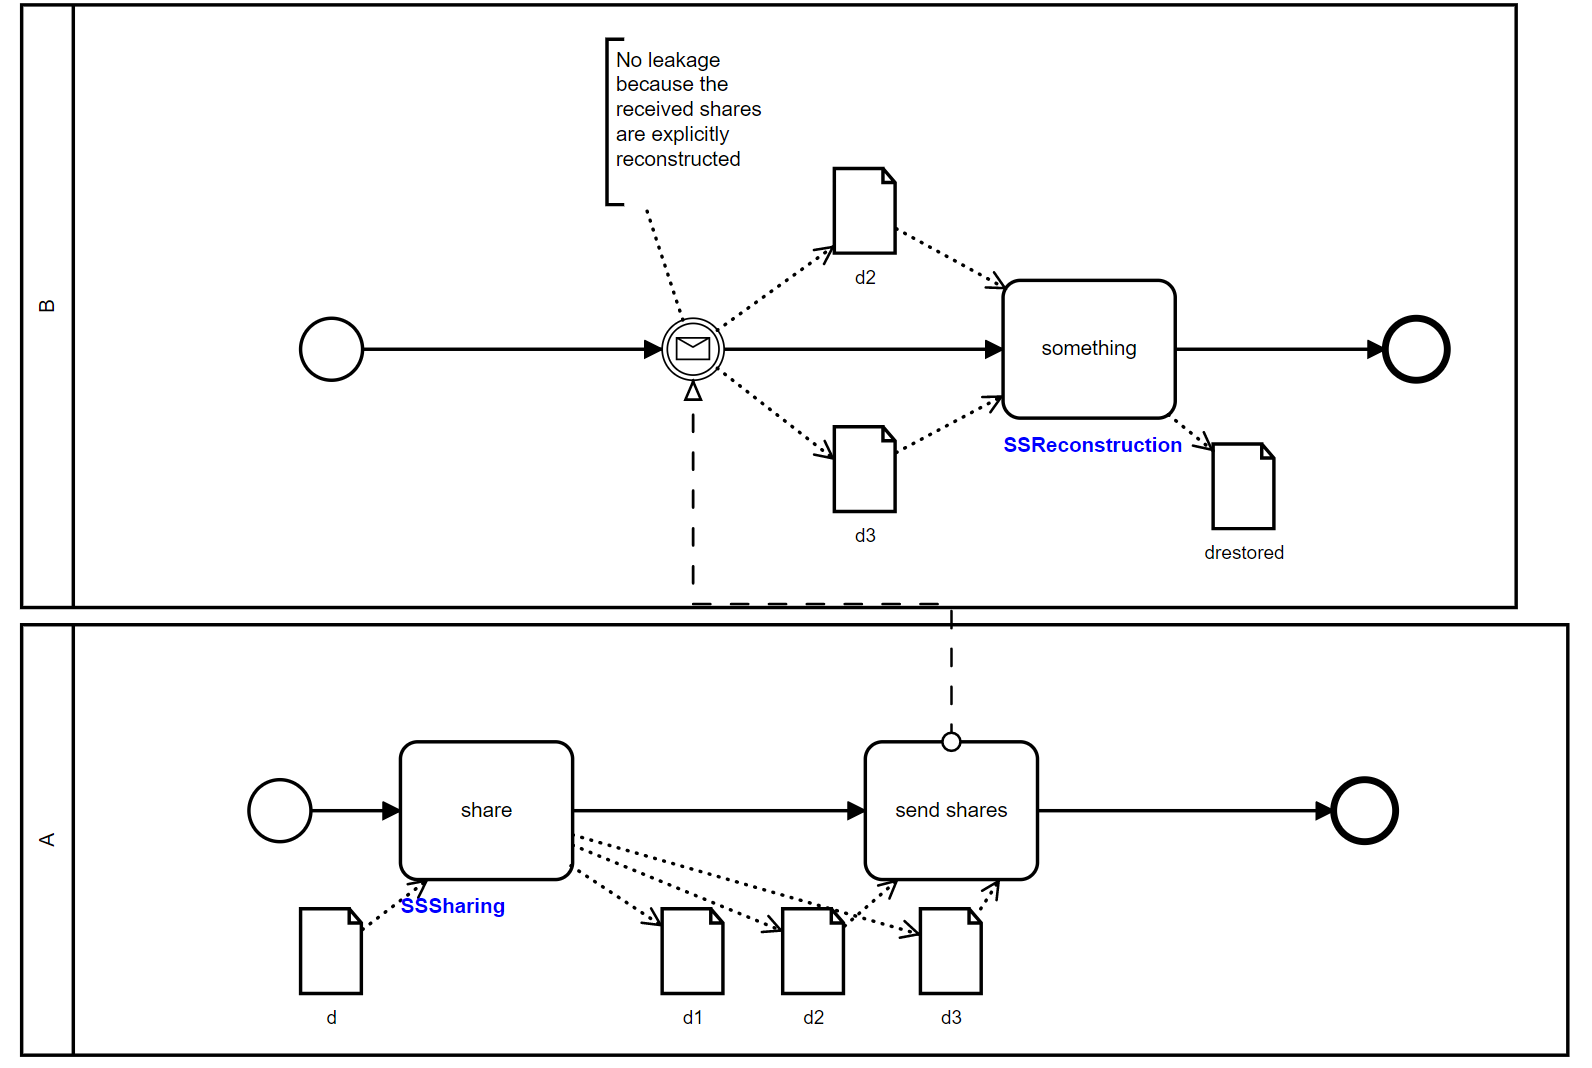 No leakage
because the
received shares
are explicitly
reconstructed
d2
B
something
SSReconstruction
d3
drestored
A
share
send shares
SSSharing
d
d1
d2
d3